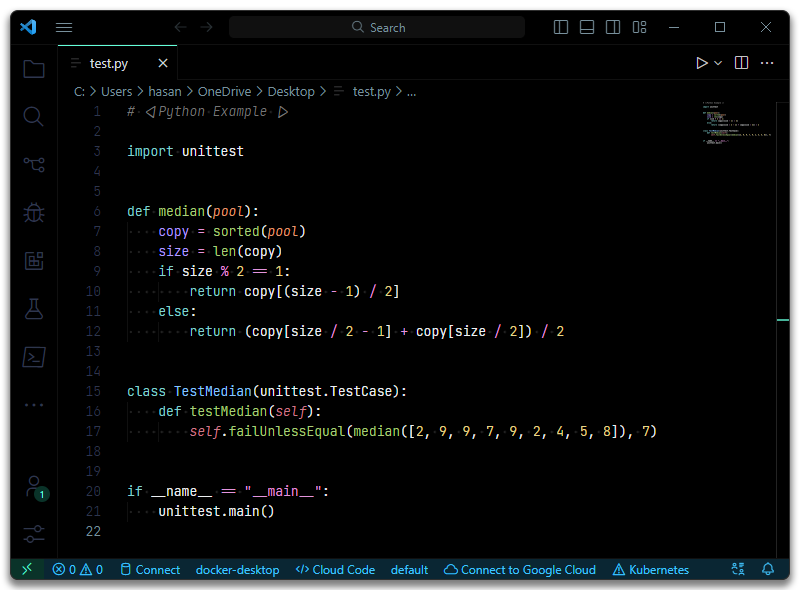 Search
test.py
C: > Users > hasan > OneDrive > Desktop > test.py > ...
1 # ◁Python Example ▷
2
3 import unittest
4
5
6 def median(pool):
7     copy = sorted(pool)
8     size = len(copy)
9     if size % 2 == 1:
10         return copy[(size - 1) / 2]
11     else:
12         return (copy[size / 2 - 1] + copy[size / 2]) / 2
13
14
15 class TestMedian(unittest.TestCase):
16     def testMedian(self):
17         self.failUnlessEqual(median([2, 9, 9, 7, 9, 2, 4, 5, 8]), 7)
18
19
20 if __name__ == "__main__":
21     unittest.main()
22
1
0 0 Connect docker-desktop </> Cloud Code default Connect to Google Cloud Kubernetes